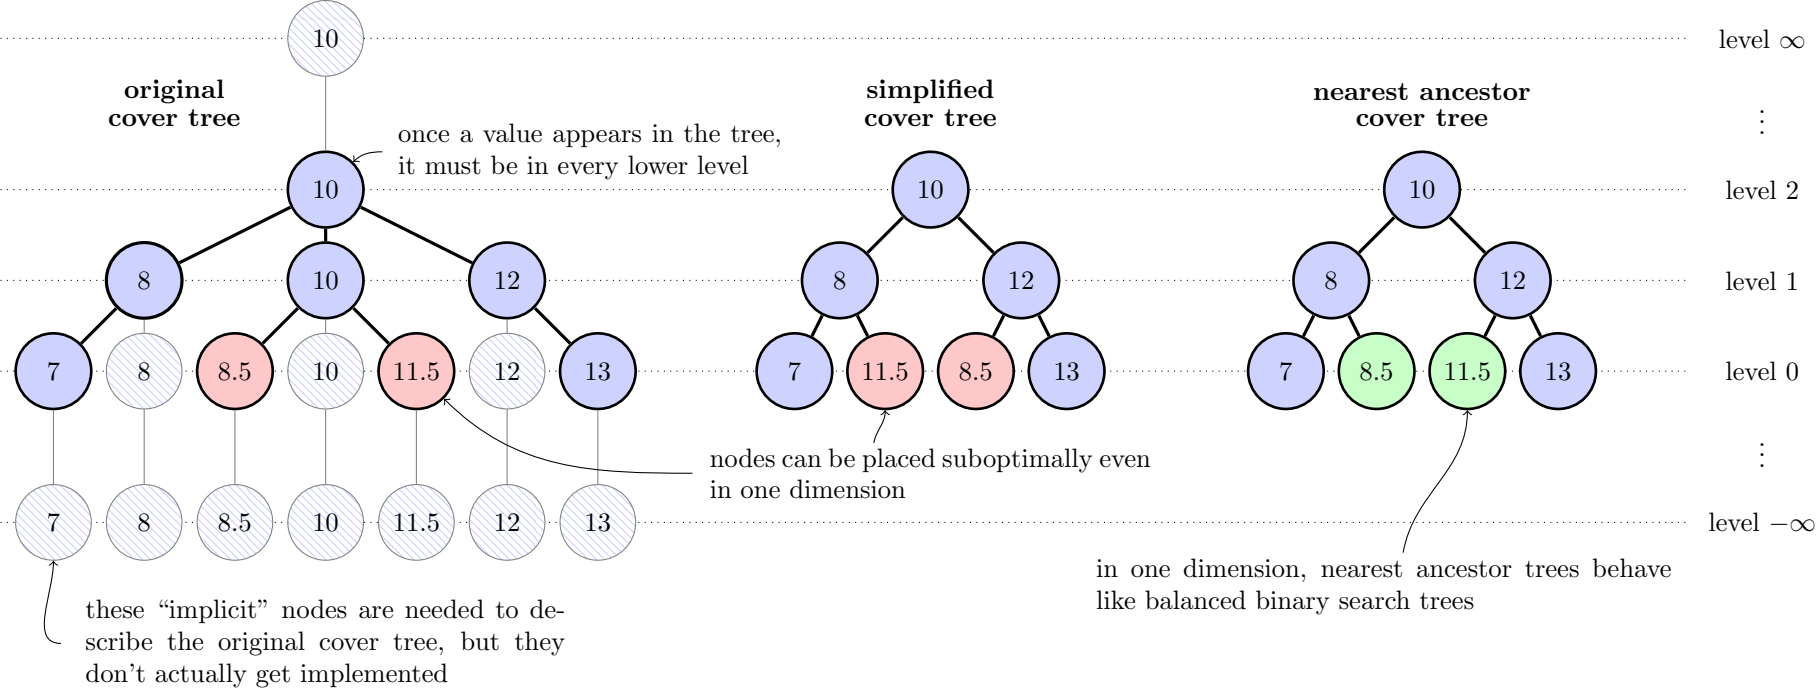 10
level ∞
original
cover tree
simplified
cover tree
nearest ancestor
cover tree
⋮
once a value appears in the tree,
it must be in every lower level
10
10
10
level 2
8
10
12
8
12
8
12
level 1
7
8
8.5
10
11.5
12
13
7
11.5
8.5
13
7
8.5
11.5
13
level 0
nodes can be placed suboptimally even
in one dimension
⋮
7
8
8.5
10
11.5
12
13
level −∞
in one dimension, nearest ancestor trees behave
like balanced binary search trees
these “implicit” nodes are needed to de-
scribe the original cover tree, but they
don’t actually get implemented